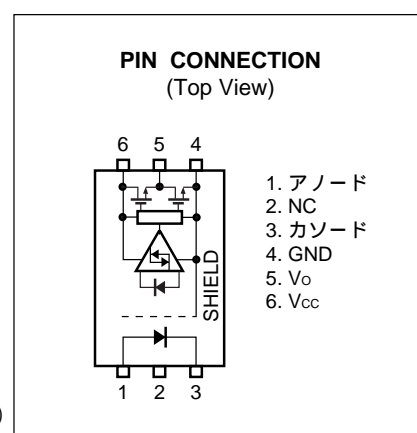 PIN CONNECTION
(Top View)
6 5 4
SHIELD
1 2 3
1. アノード
2. NC
3. カソード
4. GND
5. Vo
6. Vcc
)